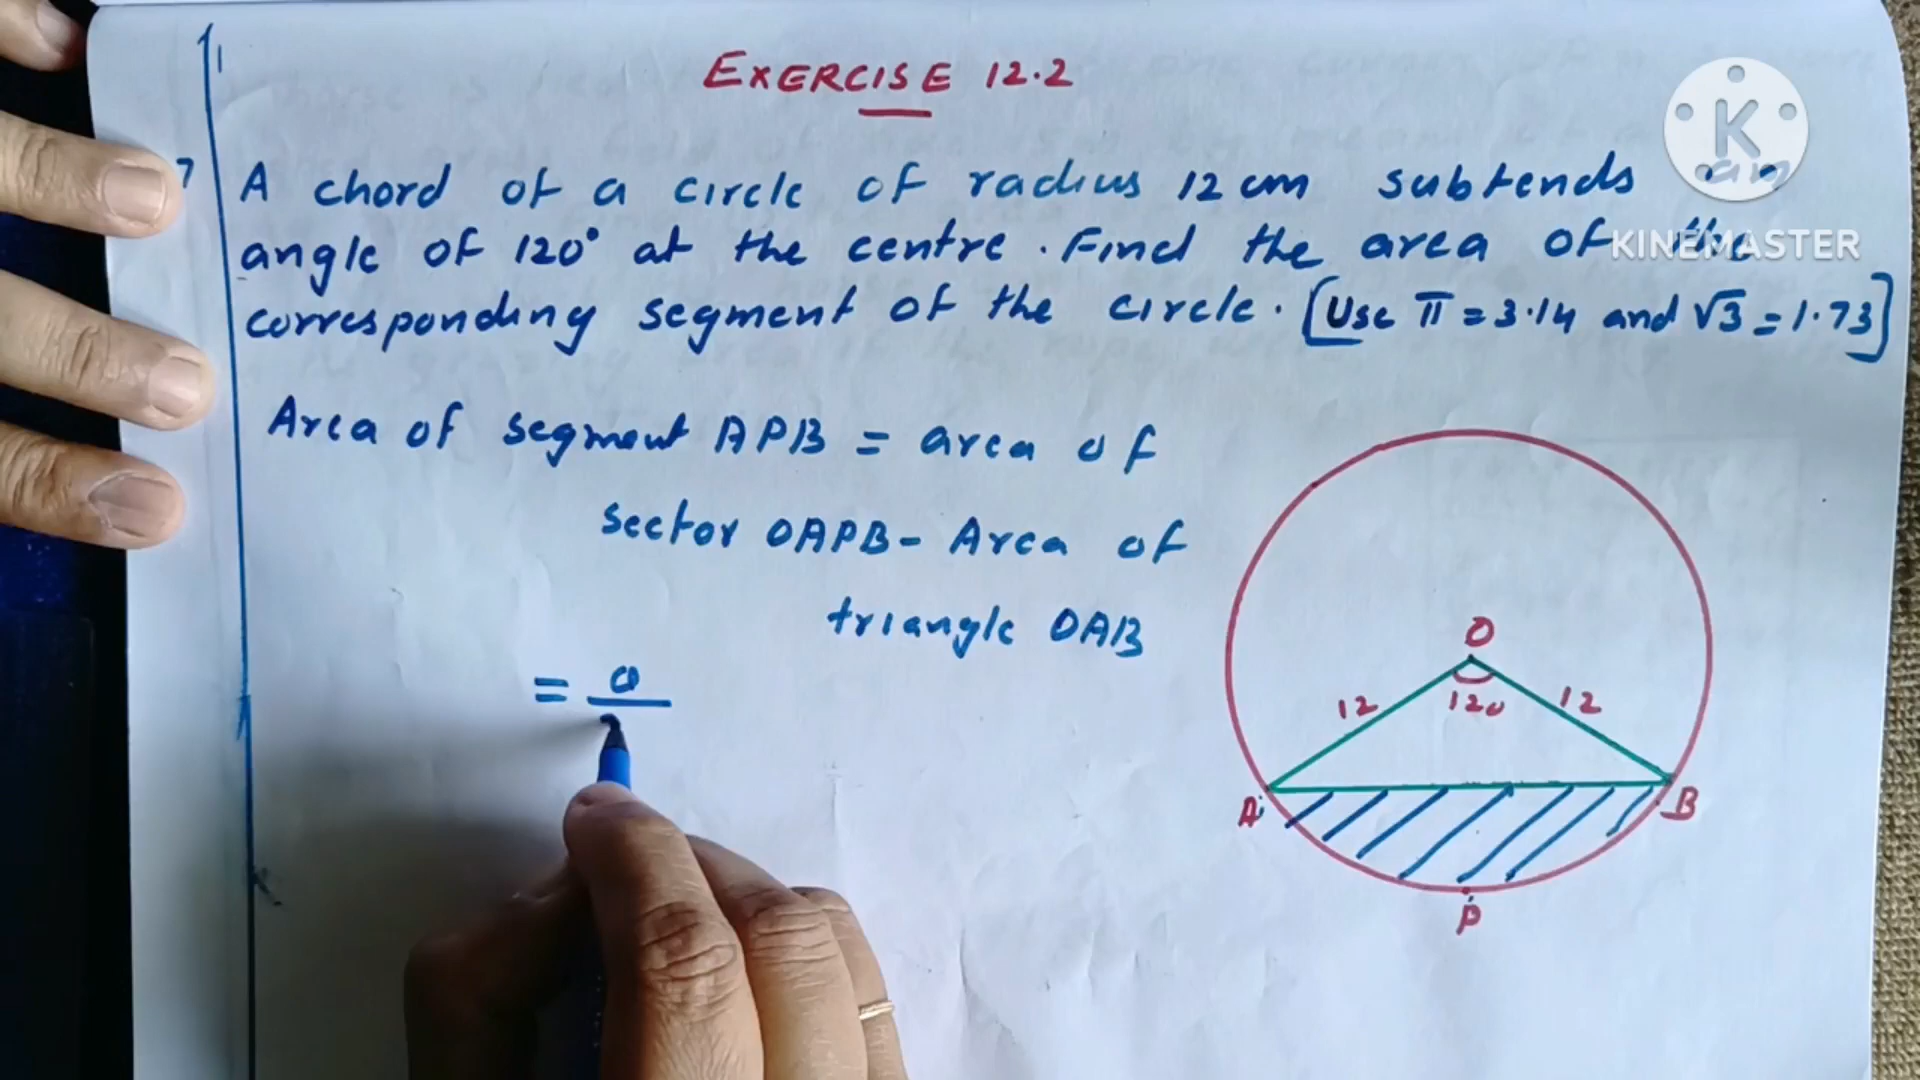 EXERCISE 12.2
K
7 A chord of a circle of radius 12 cm subtends an
KINEMASTER
angle of 120° at the centre. Find the area of the
corresponding segment of the circle. [Use π = 3.14 and √3 = 1.73]
Area of segment APB = area of
sector OAPB - Area of
triangle OAB
= θ
O
12 120 12
A B
P